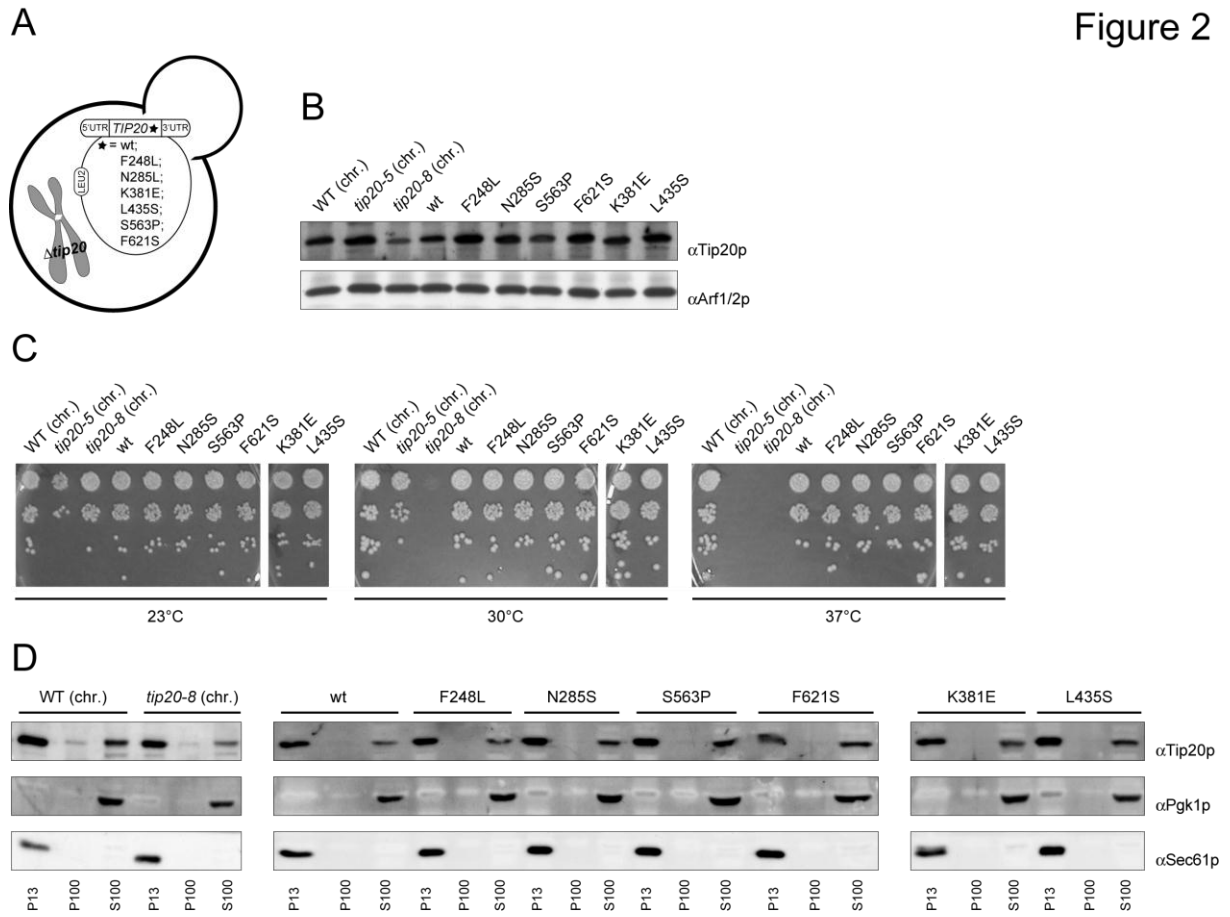 A
Figure 2
5'UTR TIP20★ 3'UTR
★ = wt;
F248L;
N285L;
K381E;
L435S;
S563P;
F621S
LEU2
Δtip20
B
WT (chr.) tip20-5 (chr.) tip20-8 (chr.) wt F248L N285S S563P F621S K381E L435S
αTip20p
αArf1/2p
C
WT (chr.) tip20-5 (chr.) tip20-8 (chr.) wt F248L N285S S563P F621S K381E L435S
WT (chr.) tip20-5 (chr.) tip20-8 (chr.) wt F248L N285S S563P F621S K381E L435S
WT (chr.) tip20-5 (chr.) tip20-8 (chr.) wt F248L N285S S563P F621S K381E L435S
23°C 30°C 37°C
D
WT (chr.) tip20-8 (chr.) wt F248L N285S S563P F621S K381E L435S
αTip20p
αPgk1p
αSec61p
P13 P100 S100 P13 P100 S100 P13 P100 S100 P13 P100 S100 P13 P100 S100 P13 P100 S100 P13 P100 S100 P13 P100 S100 P13 P100 S100